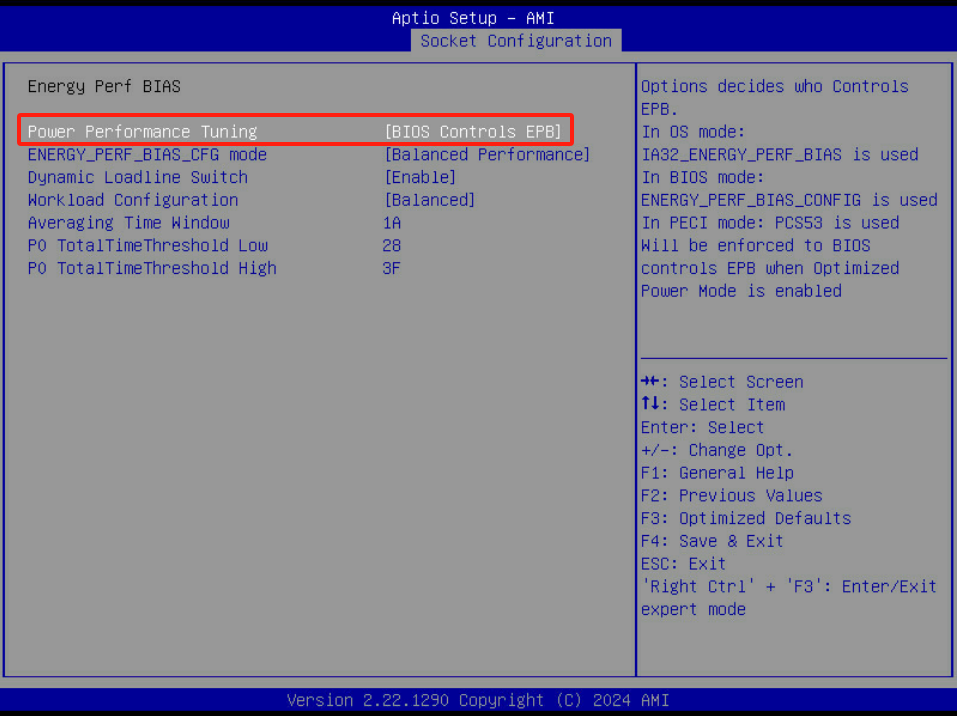 Aptio Setup – AMI
Socket Configuration
Energy Perf BIAS
Power Performance Tuning [BIOS Controls EPB]
ENERGY_PERF_BIAS_CFG mode [Balanced Performance]
Dynamic Loadline Switch [Enable]
Workload Configuration [Balanced]
Averaging Time Window 1A
P0 TotalTimeThreshold Low 28
P0 TotalTimeThreshold High 3F
Options decides who Controls
EPB.
In OS mode:
IA32_ENERGY_PERF_BIAS is used
In BIOS mode:
ENERGY_PERF_BIAS_CONFIG is used
In PECI mode: PCS53 is used
Will be enforced to BIOS
controls EPB when Optimized
Power Mode is enabled
→←: Select Screen
↑↓: Select Item
Enter: Select
+/-: Change Opt.
F1: General Help
F2: Previous Values
F3: Optimized Defaults
F4: Save & Exit
ESC: Exit
'Right Ctrl' + 'F3': Enter/Exit
expert mode
Version 2.22.1290 Copyright (C) 2024 AMI